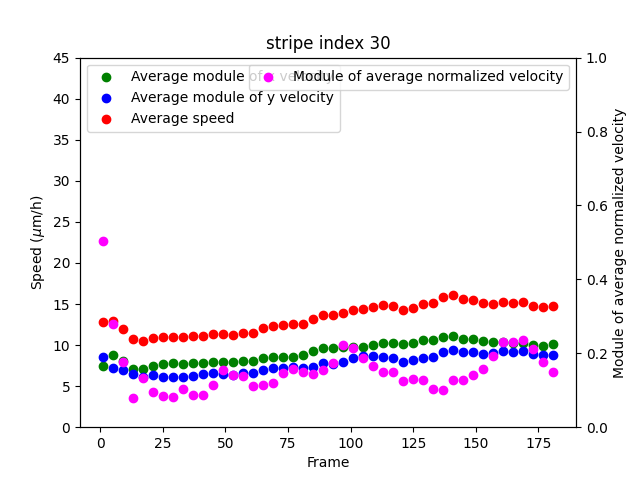 stripe index 30
Average module of x velocity
Average module of y velocity
Average speed
Module of average normalized velocity
45
40
35
30
25
20
15
10
5
0
Speed (μm/h)
1.0
0.8
0.6
0.4
0.2
0.0
Module of average normalized velocity
0 25 50 75 100 125 150 175
Frame